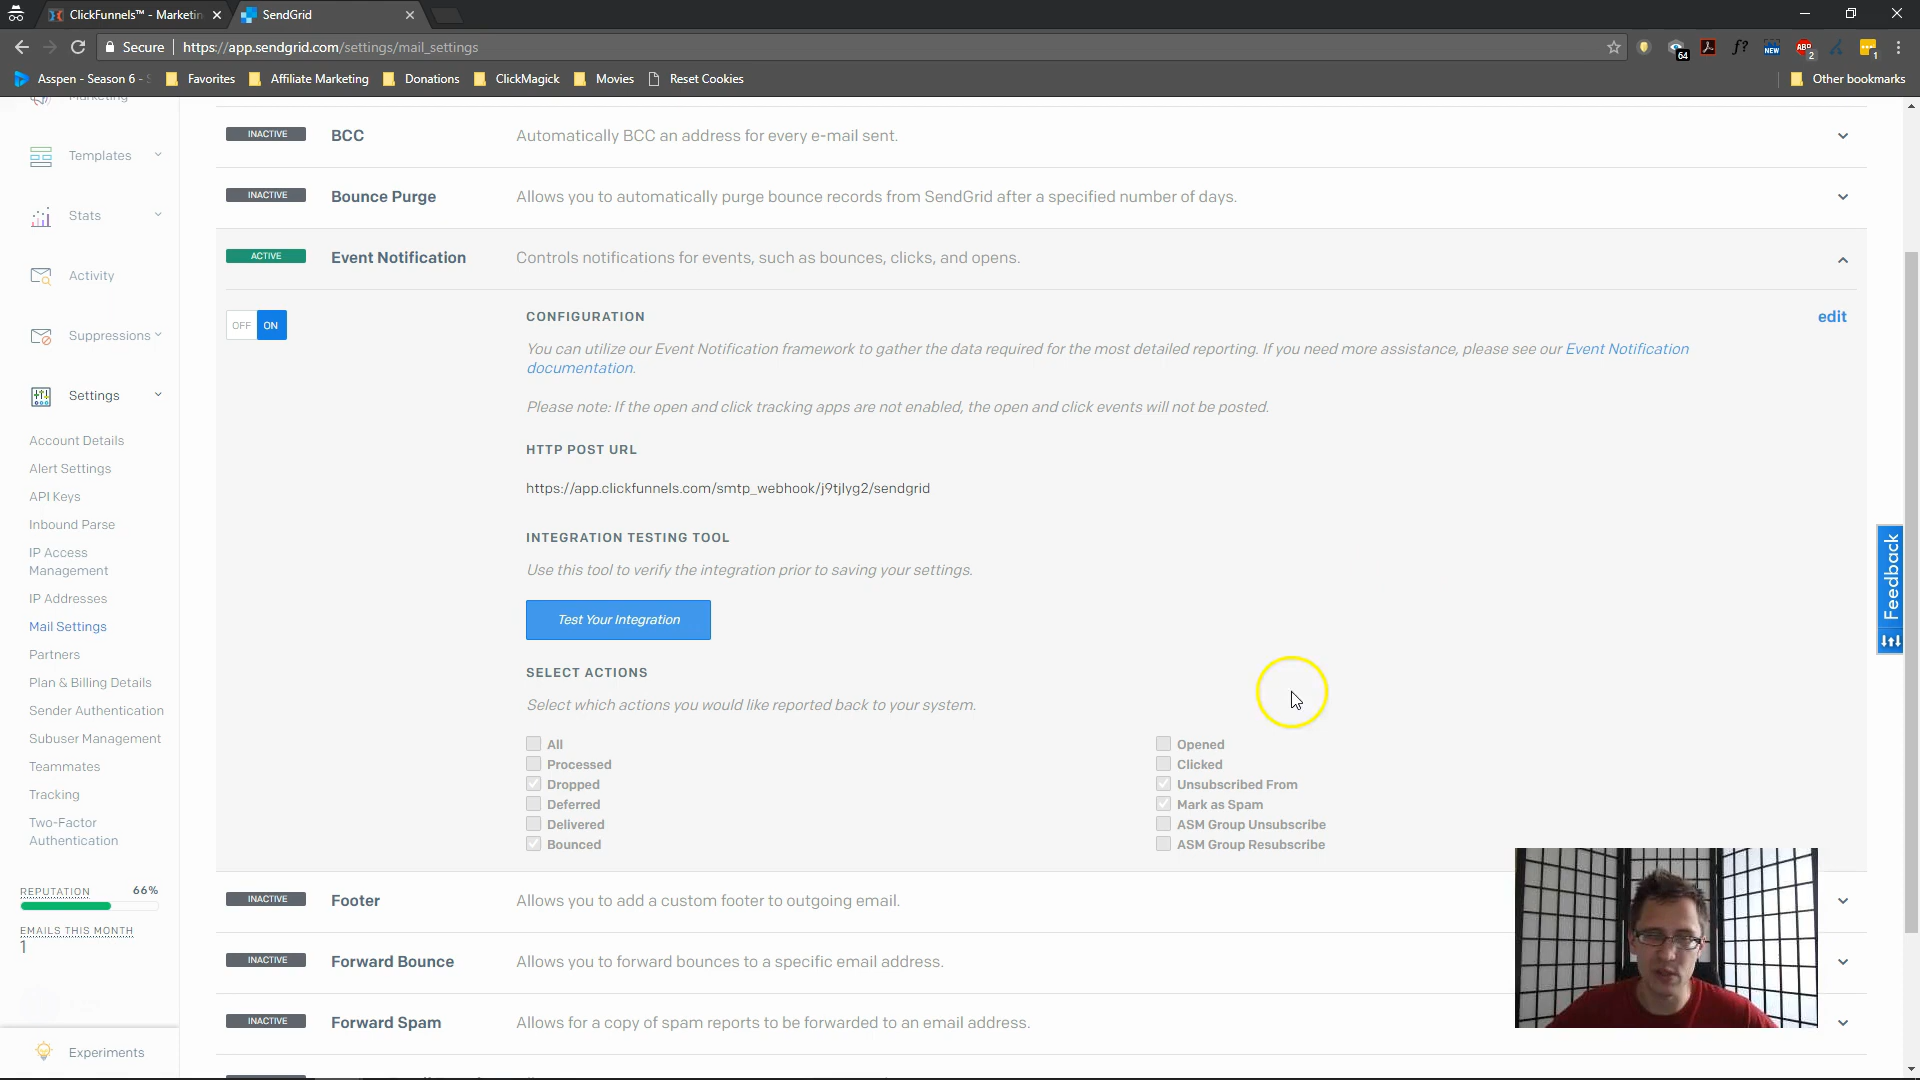 ClickFunnels™ - Marketin
SendGrid
Secure
https://app.sendgrid.com/settings/mail_settings
64
f?
NEW
ABP
2
1
Asspen - Season 6 -
Favorites
Affiliate Marketing
Donations
ClickMagick
Movies
Reset Cookies
Other bookmarks
Marketing
Templates
Stats
Activity
Suppressions
Settings
Account Details
Alert Settings
API Keys
Inbound Parse
IP Access
Management
IP Addresses
Mail Settings
Partners
Plan & Billing Details
Sender Authentication
Subuser Management
Teammates
Tracking
Two-Factor
Authentication
REPUTATION 66%
EMAILS THIS MONTH
1
Experiments
INACTIVE BCC Automatically BCC an address for every e-mail sent.
INACTIVE Bounce Purge Allows you to automatically purge bounce records from SendGrid after a specified number of days.
ACTIVE Event Notification Controls notifications for events, such as bounces, clicks, and opens.
OFF ON
CONFIGURATION
edit
You can utilize our Event Notification framework to gather the data required for the most detailed reporting. If you need more assistance, please see our Event Notification
documentation.
Please note: If the open and click tracking apps are not enabled, the open and click events will not be posted.
HTTP POST URL
https://app.clickfunnels.com/smtp_webhook/j9tjlyg2/sendgrid
INTEGRATION TESTING TOOL
Use this tool to verify the integration prior to saving your settings.
Test Your Integration
SELECT ACTIONS
Select which actions you would like reported back to your system.
All
Processed
Dropped
Deferred
Delivered
Bounced
Opened
Clicked
Unsubscribed From
Mark as Spam
ASM Group Unsubscribe
ASM Group Resubscribe
INACTIVE Footer Allows you to add a custom footer to outgoing email.
INACTIVE Forward Bounce Allows you to forward bounces to a specific email address.
INACTIVE Forward Spam Allows for a copy of spam reports to be forwarded to an email address.
Feedback